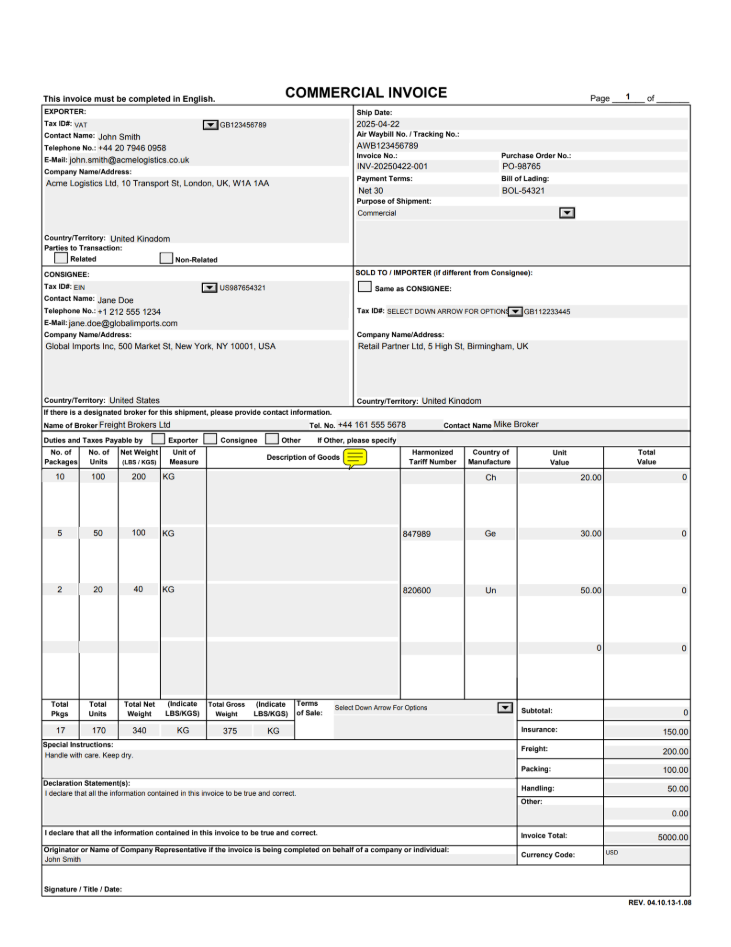 COMMERCIAL INVOICE
This invoice must be completed in English.
Page 1 of
EXPORTER:
Tax ID#: VAT GB123456789
Contact Name: John Smith
Telephone No.: +44 20 7946 0958
E-Mail: john.smith@acmelogistics.co.uk
Company Name/Address:
Acme Logistics Ltd, 10 Transport St, London, UK, W1A 1AA
Country/Territory: United Kingdom
Parties to Transaction:
Related Non-Related
Ship Date:
2025-04-22
Air Waybill No. / Tracking No.:
AWB123456789
Invoice No.: Purchase Order No.:
INV-20250422-001 PO-98765
Payment Terms: Bill of Lading:
Net 30 BOL-54321
Purpose of Shipment:
Commercial
CONSIGNEE:
Tax ID#: EIN US987654321
Contact Name: Jane Doe
Telephone No.: +1 212 555 1234
E-Mail: jane.doe@globalimports.com
Company Name/Address:
Global Imports Inc, 500 Market St, New York, NY 10001, USA
Country/Territory: United States
SOLD TO / IMPORTER (if different from Consignee):
Same as CONSIGNEE:
Tax ID#: SELECT DOWN ARROW FOR OPTIONS GB112233445
Company Name/Address:
Retail Partner Ltd, 5 High St, Birmingham, UK
Country/Territory: United Kingdom
If there is a designated broker for this shipment, please provide contact information.
Name of Broker Freight Brokers Ltd Tel. No. +44 161 555 5678 Contact Name Mike Broker
Duties and Taxes Payable by Exporter Consignee Other If Other, please specify
No. of Packages No. of Units Net Weight (LBS / KGS) Unit of Measure Description of Goods Harmonized Tariff Number Country of Manufacture Unit Value Total Value
10 100 200 KG Ch 20.00 0
5 50 100 KG 847989 Ge 30.00 0
2 20 40 KG 820600 Un 50.00 0
0 0
Total Pkgs Total Units Total Net Weight (Indicate LBS/KGS) Total Gross Weight (Indicate LBS/KGS) Terms of Sale: Select Down Arrow For Options
17 170 340 KG 375 KG
Subtotal: 0
Insurance: 150.00
Freight: 200.00
Packing: 100.00
Handling: 50.00
Other: 0.00
Invoice Total: 5000.00
Currency Code: USD
Special Instructions:
Handle with care. Keep dry.
Declaration Statement(s):
I declare that all the information contained in this invoice to be true and correct.
I declare that all the information contained in this invoice to be true and correct.
Originator or Name of Company Representative if the invoice is being completed on behalf of a company or individual:
John Smith
Signature / Title / Date:
REV. 04.10.13-1.08